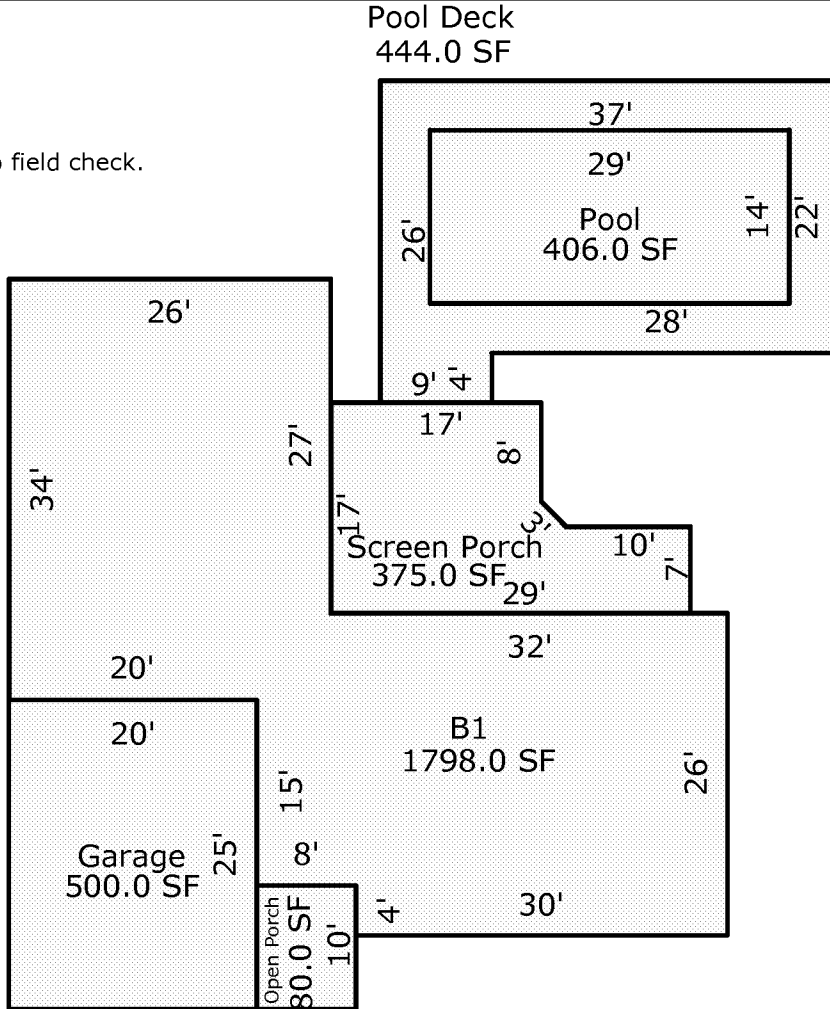 Pool Deck
444.0 SF
37'
field check.
29'
Pool
406.0 SF
14'
22'
26'
28'
26'
9'
4'
17'
8'
27'
34'
17'
3'
Screen Porch
375.0 SF
10'
7'
29'
32'
20'
20'
B1
1798.0 SF
26'
15'
25'
8'
Garage
500.0 SF
4'
30'
Open Porch
80.0 SF
10'